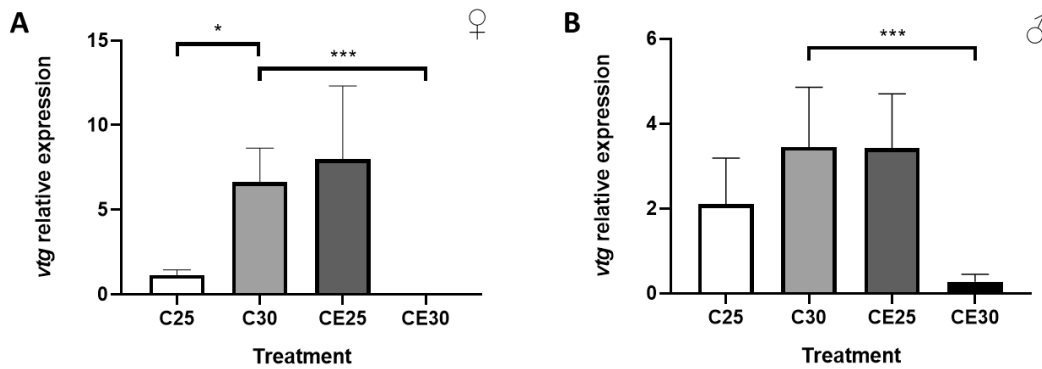 A
♀
vtg relative expression
15
10
5
0
*
***
C25 C30 CE25 CE30
Treatment
B
♂
vtg relative expression
6
4
2
0
***
C25 C30 CE25 CE30
Treatment